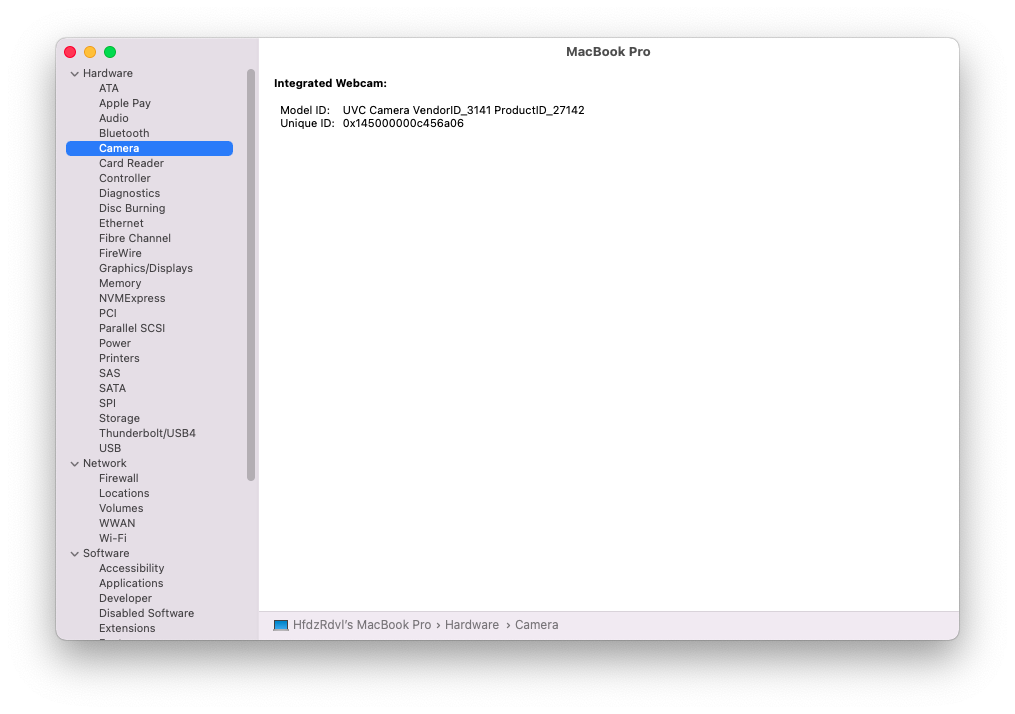 MacBook Pro
Hardware
ATA
Apple Pay
Audio
Bluetooth
Camera
Card Reader
Controller
Diagnostics
Disc Burning
Ethernet
Fibre Channel
FireWire
Graphics/Displays
Memory
NVMExpress
PCI
Parallel SCSI
Power
Printers
SAS
SATA
SPI
Storage
Thunderbolt/USB4
USB
Network
Firewall
Locations
Volumes
WWAN
Wi-Fi
Software
Accessibility
Applications
Developer
Disabled Software
Extensions
Integrated Webcam:
Model ID: UVC Camera VendorID_3141 ProductID_27142
Unique ID: 0x145000000c456a06
HfdzRdvl's MacBook Pro › Hardware › Camera